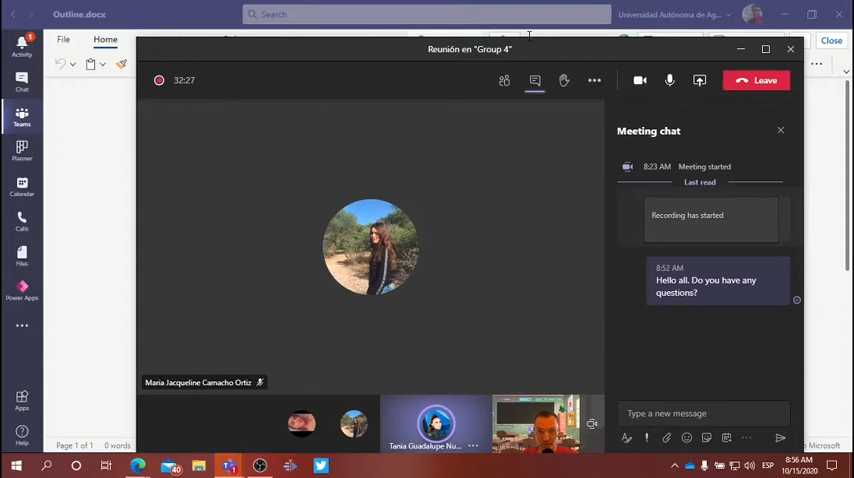 Outline.docx
Search
Universidad Autónoma de Ag...
Activity
Chat
Teams
Planner
Calendar
Calls
Files
Power Apps
Apps
Help
File
Home
Close
Reunión en "Group 4"
32:27
Leave
Maria Jacqueline Camacho Ortiz
Tania Guadalupe Nu...
Meeting chat
8:23 AM Meeting started
Last read
Recording has started
8:52 AM
Hello all. Do you have any
questions?
Type a new message
Page 1 of 1 0 words
Microsoft
40
ESP
8:56 AM
10/15/2020